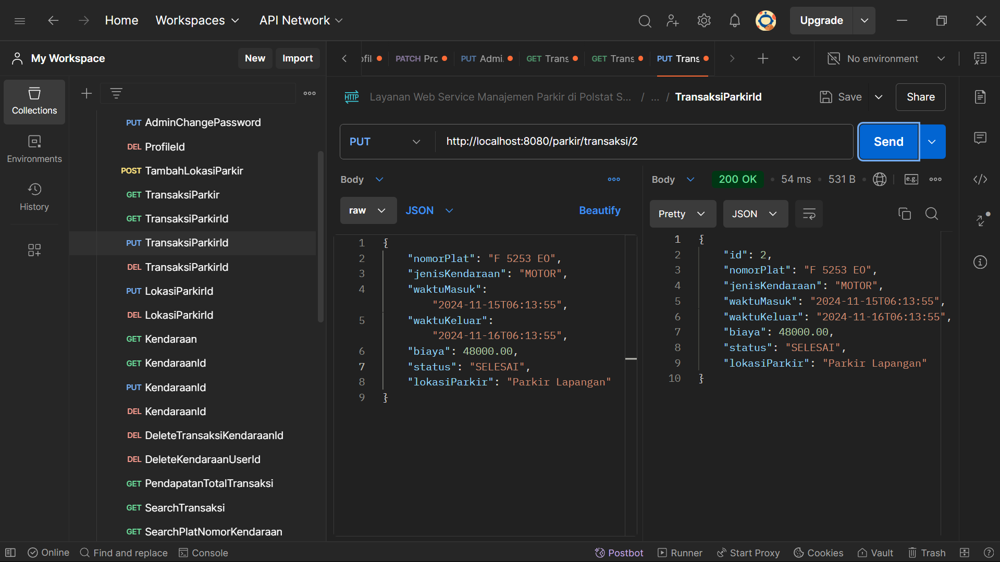 Home Workspaces API Network Upgrade
My Workspace New Import
ofil PATCH Prc PUT Admi. GET Trans GET Trans PUT Trans No environment
Collections
Environments
History
PUT AdminChangePassword
DEL ProfileId
POST TambahLokasiParkir
GET TransaksiParkir
GET TransaksiParkirId
PUT TransaksiParkirId
DEL TransaksiParkirId
PUT LokasiParkirId
DEL LokasiParkirId
GET Kendaraan
GET KendaraanId
PUT KendaraanId
DEL KendaraanId
DEL DeleteTransaksiKendaraanId
DEL DeleteKendaraanUserId
GET PendapatanTotalTransaksi
GET SearchTransaksi
GET SearchPlatNomorKendaraan
HTTP Layanan Web Service Manajemen Parkir di Polstat S... / ... / TransaksiParkirId Save Share
PUT http://localhost:8080/parkir/transaksi/2 Send
Body
raw JSON Beautify
1 {
2 "nomorPlat": "F 5253 EO",
3 "jenisKendaraan": "MOTOR",
4 "waktuMasuk":
"2024-11-15T06:13:55",
5 "waktuKeluar":
"2024-11-16T06:13:55",
6 "biaya": 48000.00,
7 "status": "SELESAI",
8 "lokasiParkir": "Parkir Lapangan"
9 }
Body 200 OK • 54 ms • 531 B • e.g.
Pretty JSON
1 {
2 "id": 2,
3 "nomorPlat": "F 5253 EO",
4 "jenisKendaraan": "MOTOR",
5 "waktuMasuk": "2024-11-15T06:13:55",
6 "waktuKeluar": "2024-11-16T06:13:55",
7 "biaya": 48000.00,
8 "status": "SELESAI",
9 "lokasiParkir": "Parkir Lapangan"
10 }
Online Find and replace Console Postbot Runner Start Proxy Cookies Vault Trash